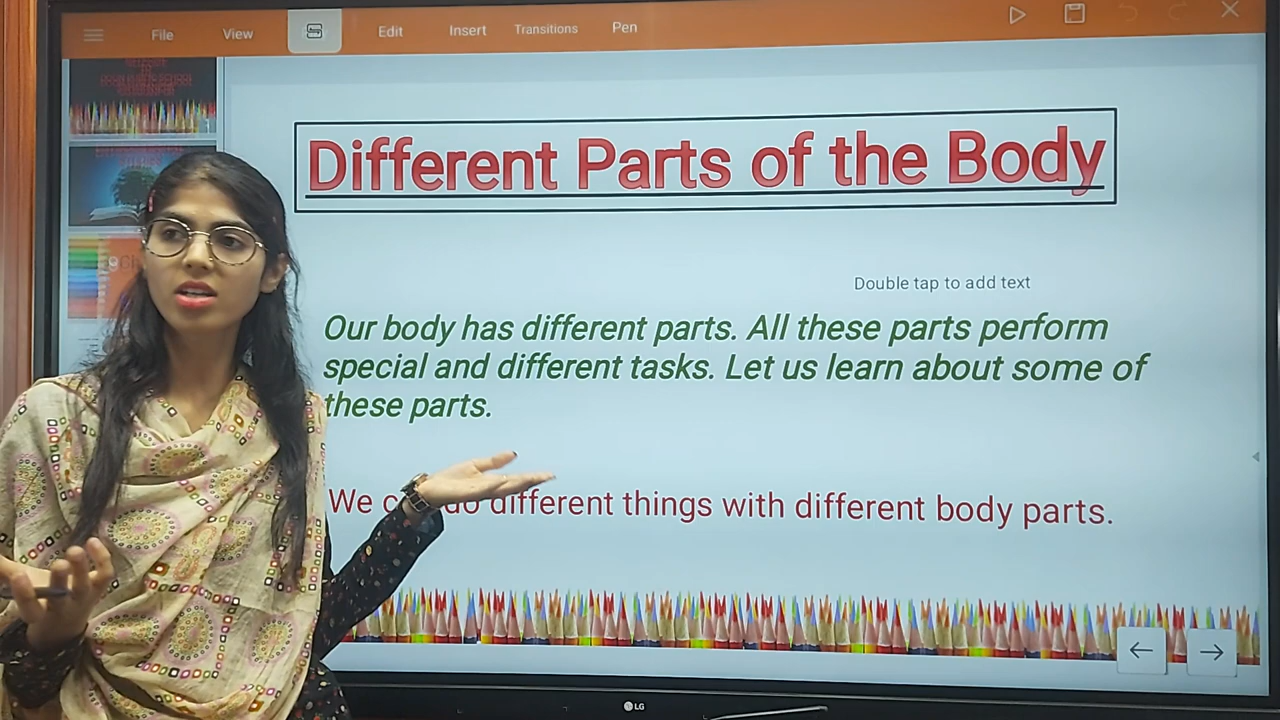 File View Edit Insert Transitions Pen
Different Parts of the Body
Double tap to add text
Our body has different parts. All these parts perform
special and different tasks. Let us learn about some of
these parts.
We do different things with different body parts.
LG